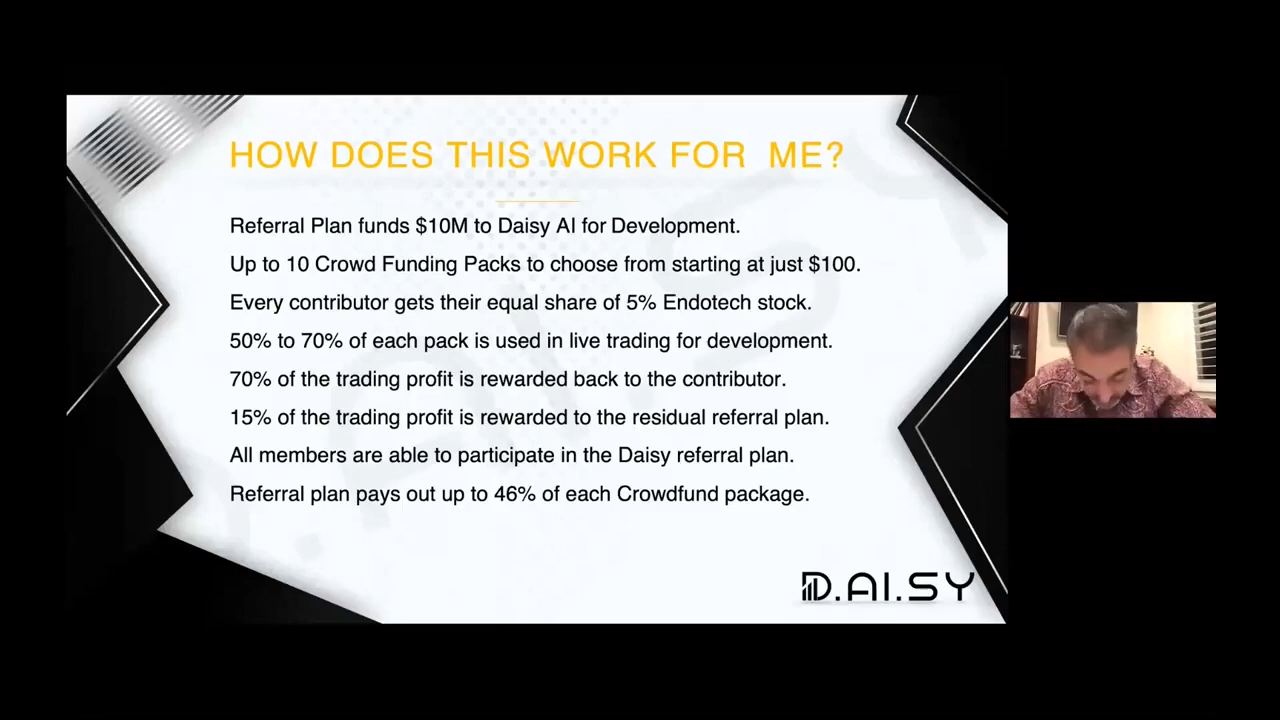 HOW DOES THIS WORK FOR ME?
Referral Plan funds $10M to Daisy AI for Development.
Up to 10 Crowd Funding Packs to choose from starting at just $100.
Every contributor gets their equal share of 5% Endotech stock.
50% to 70% of each pack is used in live trading for development.
70% of the trading profit is rewarded back to the contributor.
15% of the trading profit is rewarded to the residual referral plan.
All members are able to participate in the Daisy referral plan.
Referral plan pays out up to 46% of each Crowdfund package.
D.AI.SY